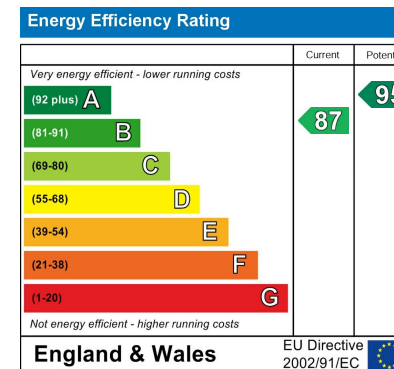 Energy Efficiency Rating
Current Potent
Very energy efficient - lower running costs
(92 plus) A
95
(81-91) B
87
(69-80) C
(55-68) D
(39-54) E
(21-38) F
(1-20) G
Not energy efficient - higher running costs
England & Wales
EU Directive
2002/91/EC